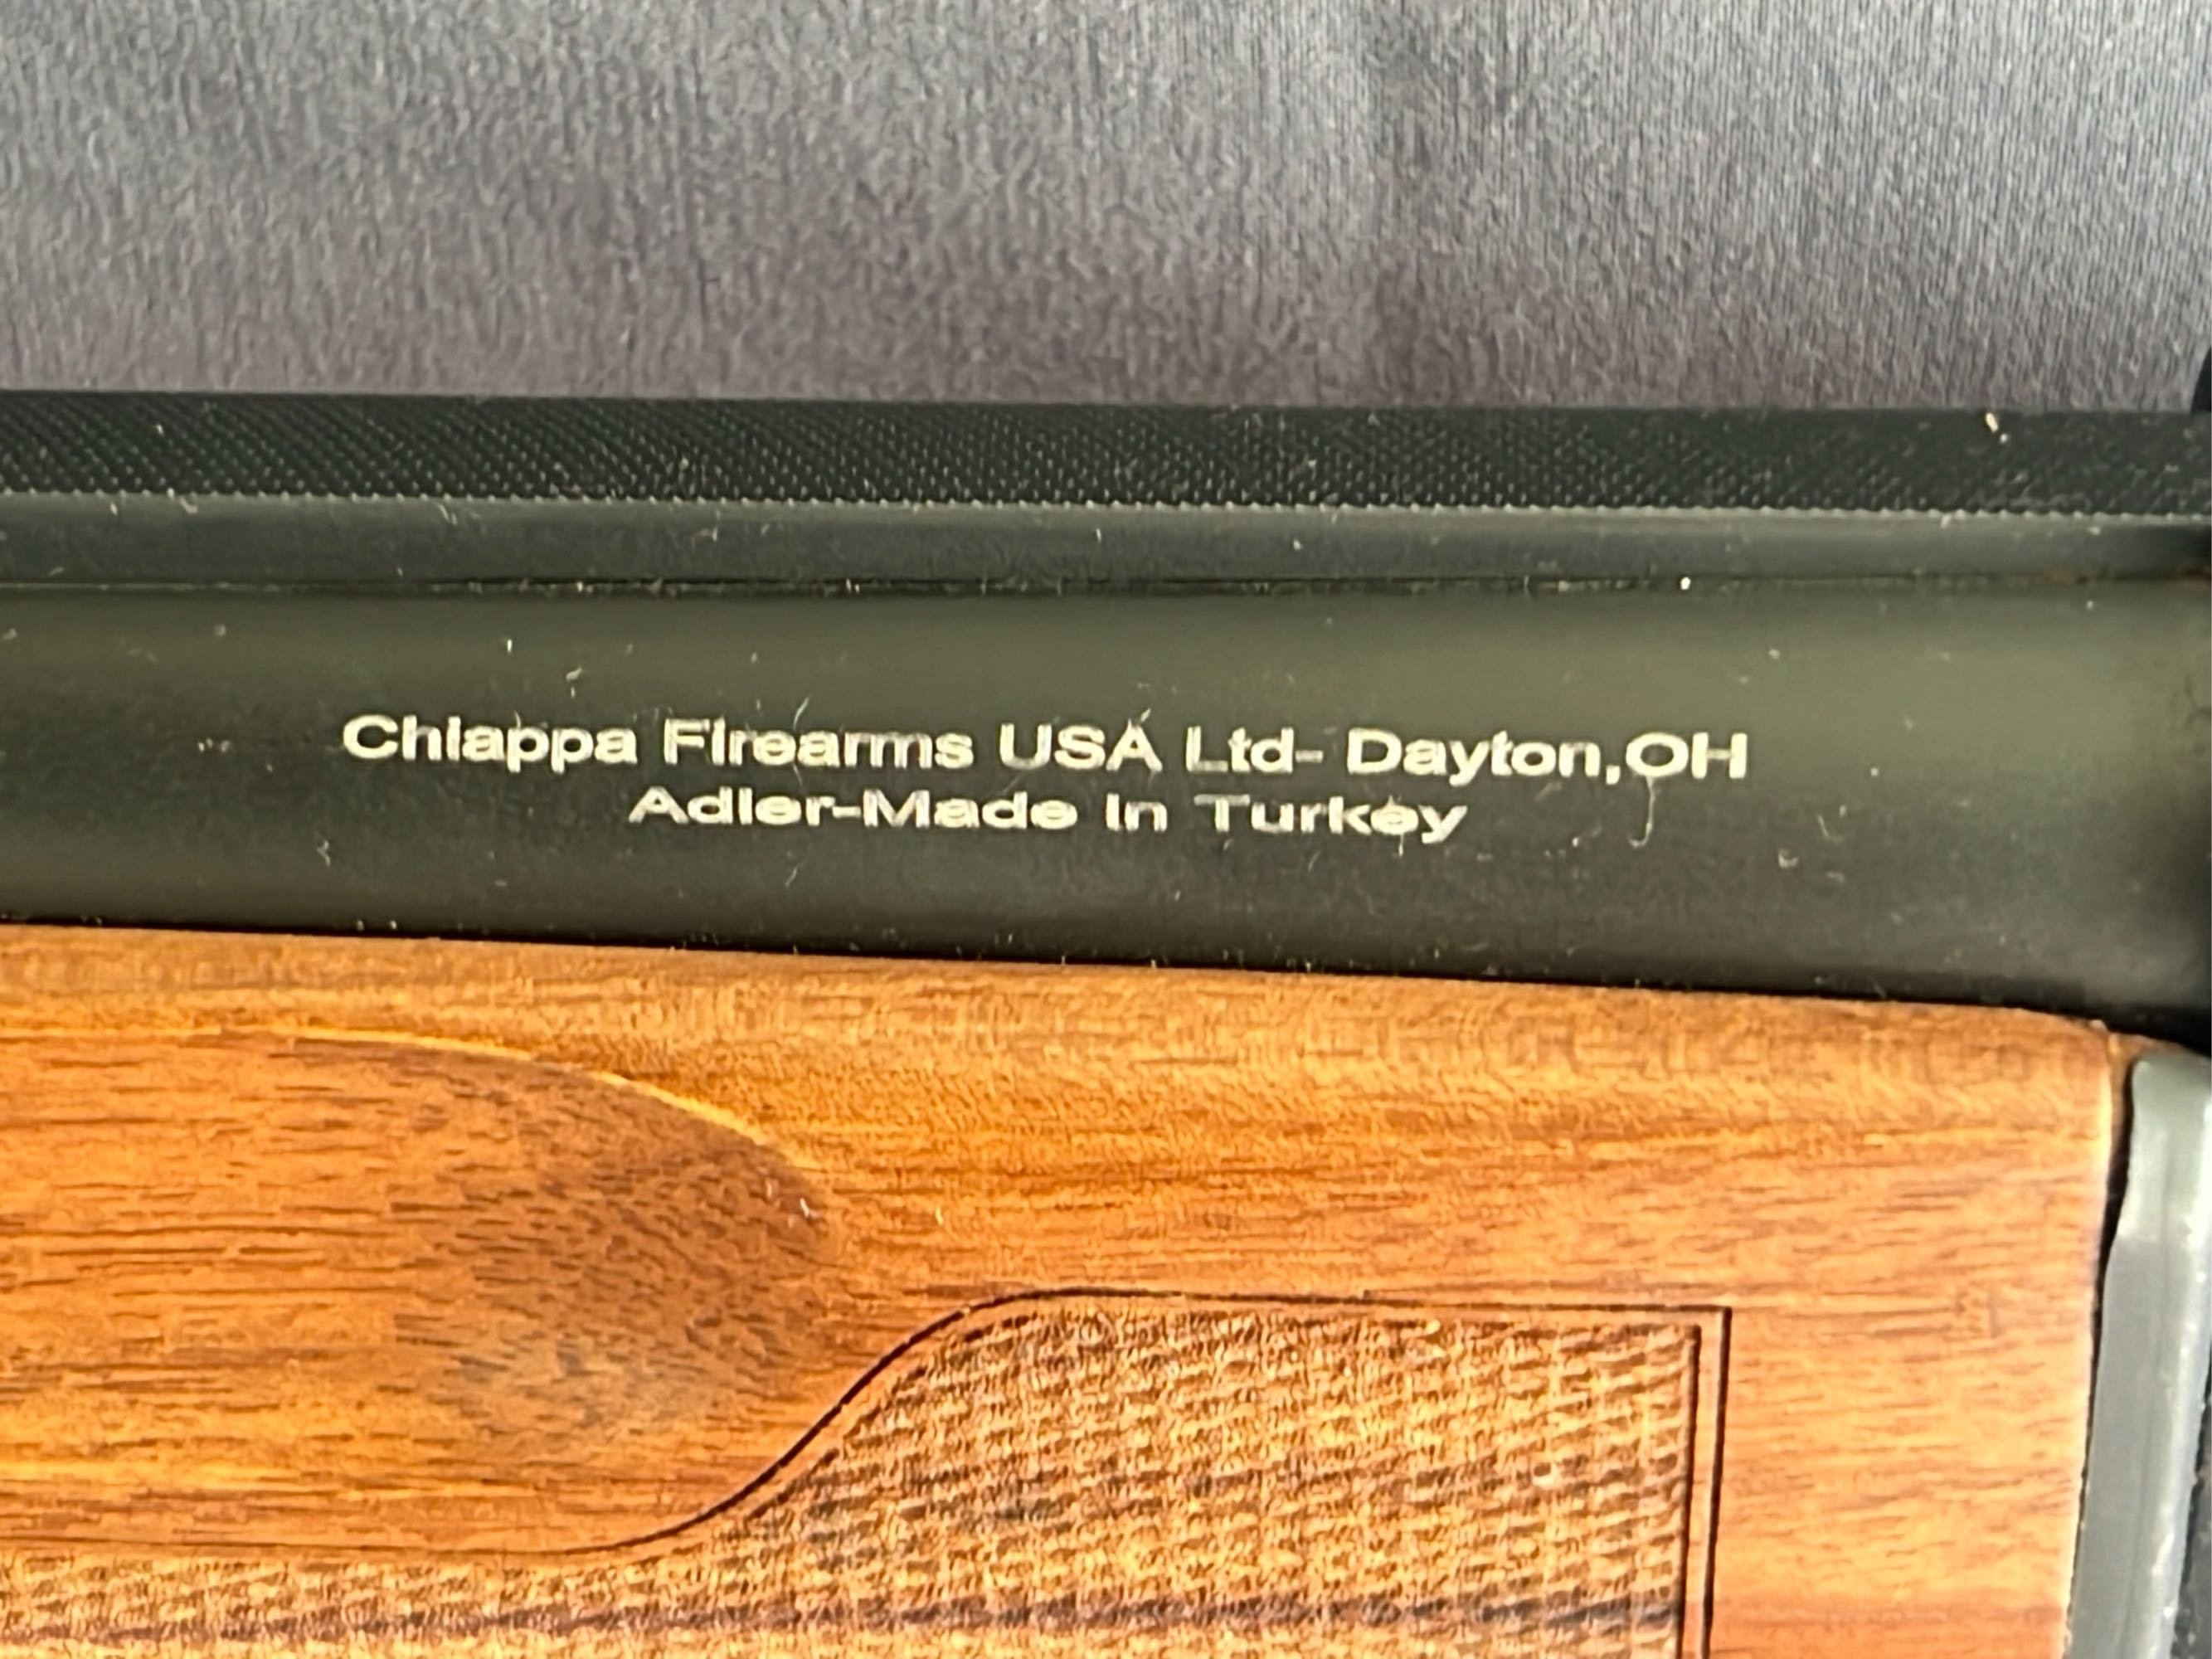 Chiappa Firearms USA Ltd- Dayton,OH
Adler-Made In Turkey